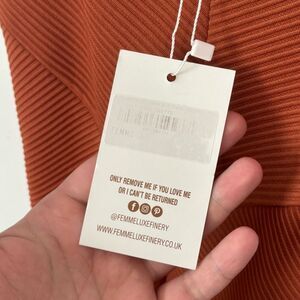 ONLY REMOVE ME IF YOU LOVE ME
OR I CAN'T BE RETURNED
@FEMMELUXEFINERY
WWW.FEMMELUXEFINERY.CO.UK